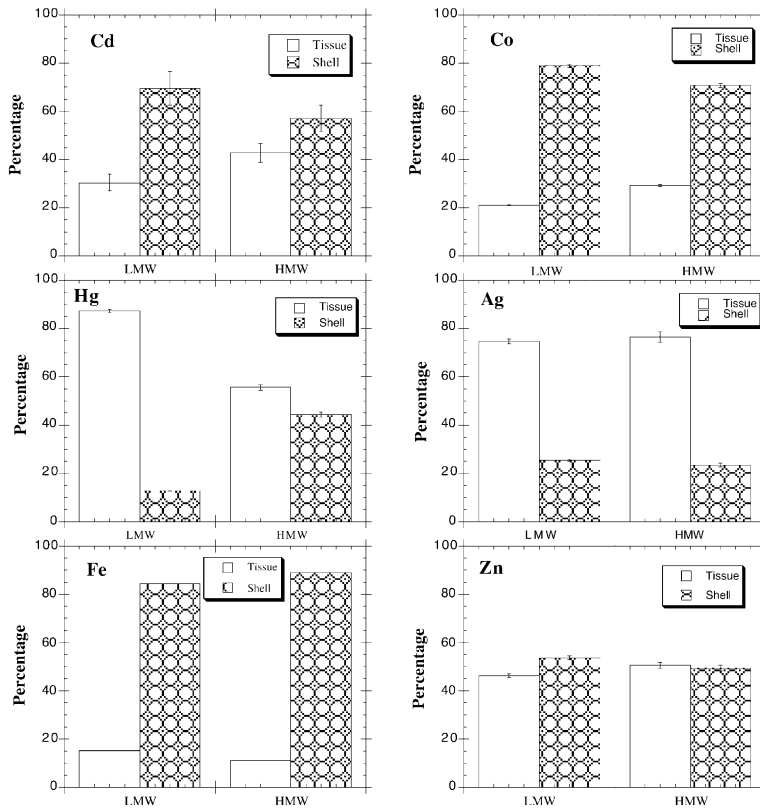 Cd
Tissue
Shell
Percentage
100
80
60
40
20
0
LMW
HMW
Co
Tissue
Shell
Percentage
100
80
60
40
20
0
LMW
HMW
Hg
Tissue
Shell
Percentage
100
80
60
40
20
0
LMW
HMW
Ag
Tissue
Shell
Percentage
100
80
60
40
20
0
LMW
HMW
Fe
Tissue
Shell
Percentage
100
80
60
40
20
0
LMW
HMW
Zn
Tissue
Shell
Percentage
100
80
60
40
20
0
LMW
HMW